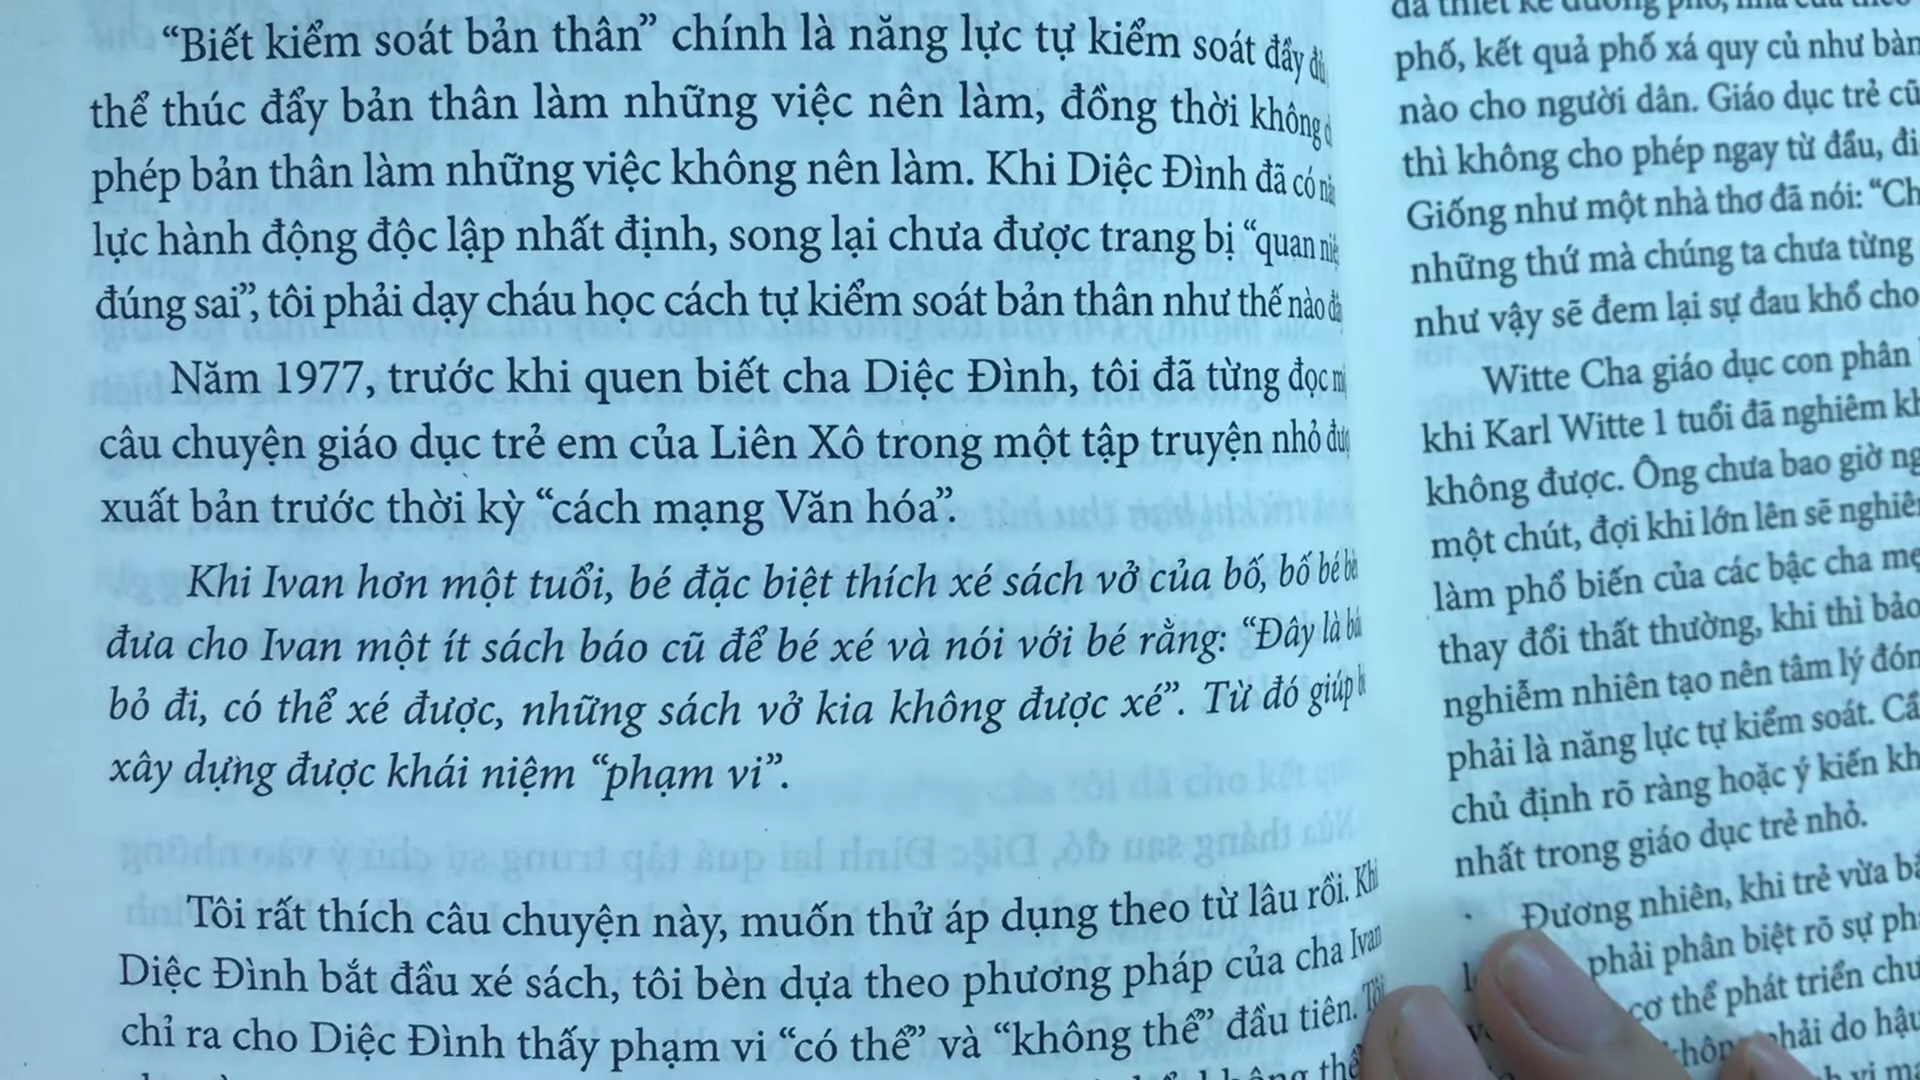 “Biết kiểm soát bản thân” chính là năng lực tự kiểm soát đầy đủ
thể thúc đẩy bản thân làm những việc nên làm, đồng thời không
phép bản thân làm những việc không nên làm. Khi Diệc Đình đã có
lực hành động độc lập nhất định, song lại chưa được trang bị “quan
đúng sai”, tôi phải dạy cháu học cách tự kiểm soát bản thân như thế nào
Năm 1977, trước khi quen biết cha Diệc Đình, tôi đã từng đọc
câu chuyện giáo dục trẻ em của Liên Xô trong một tập truyện nhỏ
xuất bản trước thời kỳ “cách mạng Văn hóa”.
Khi Ivan hơn một tuổi, bé đặc biệt thích xé sách vở của bố, bố bé
đưa cho Ivan một ít sách báo cũ để bé xé và nói với bé rằng: “Đây là
bỏ đi, có thể xé được, những sách vở kia không được xé”. Từ đó giúp
xây dựng được khái niệm “phạm vi”.
Tôi rất thích câu chuyện này, muốn thử áp dụng theo từ lâu rồi. Khi
Diệc Đình bắt đầu xé sách, tôi bèn dựa theo phương pháp của cha Ivan
chỉ ra cho Diệc Đình thấy phạm vi “có thể” và “không thể” đầu tiên. Tôi
phố, kết quả phố xá quy củ như bàn
nào cho người dân. Giáo dục trẻ cũ
thì không cho phép ngay từ đầu,
Giống như một nhà thơ đã nói:
những thứ mà chúng ta chưa từng
như vậy sẽ đem lại sự đau khổ cho
Witte Cha giáo dục con phân
khi Karl Witte 1 tuổi đã nghiêm
không được. Ông chưa bao giờ
một chút, đợi khi lớn lên sẽ
làm phổ biến của các bậc cha mẹ
thay đổi thất thường, khi thì bảo
nghiễm nhiên tạo nên tâm lý
phải là năng lực tự kiểm soát.
chủ định rõ ràng hoặc ý kiến
nhất trong giáo dục trẻ nhỏ.
Đương nhiên, khi trẻ vừa
phải phân biệt rõ sự
cơ thể phát triển
phải do hậu